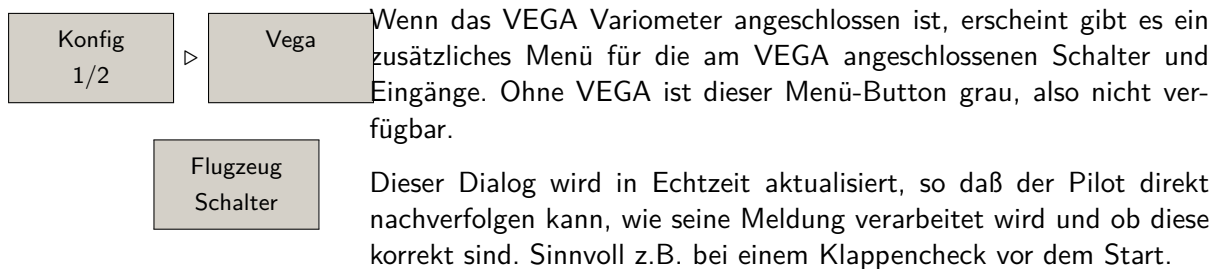 Konfig
1/2
▷
Vega
Flugzeug
Schalter
Wenn das VEGA Variometer angeschlossen ist, erscheint gibt es ein
zusätzliches Menü für die am VEGA angeschlossenen Schalter und
Eingänge. Ohne VEGA ist dieser Menü-Button grau, also nicht ver-
fügbar.
Dieser Dialog wird in Echtzeit aktualisiert, so daß der Pilot direkt
nachverfolgen kann, wie seine Meldung verarbeitet wird und ob diese
korrekt sind. Sinnvoll z.B. bei einem Klappencheck vor dem Start.